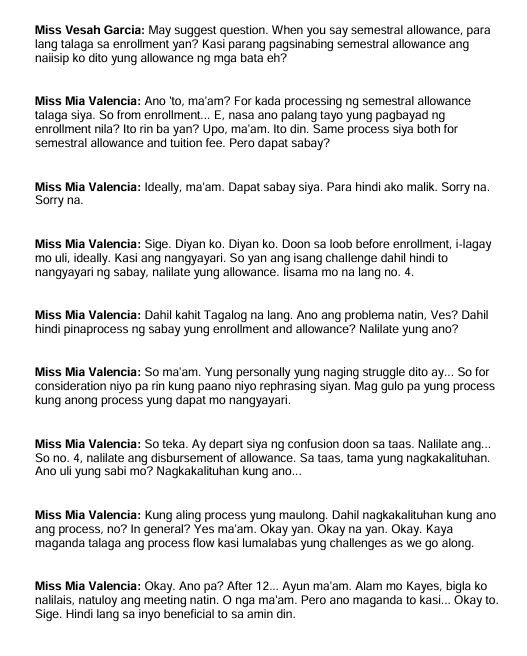 Miss Vesah Garcia: May suggest question. When you say semestral allowance, para
lang talaga sa enrollment yan? Kasi parang pagsinabing semestral allowance ang
naiisip ko dito yung allowance ng mga bata eh?
Miss Mia Valencia: Ano 'to, ma'am? For kada processing ng semestral allowance
talaga siya. So from enrollment... E, nasa ano palang tayo yung pagbayad ng
enrollment nila? Ito rin ba yan? Upo, ma'am. Ito din. Same process siya both for
semestral allowance and tuition fee. Pero dapat sabay?
Miss Mia Valencia: Ideally, ma'am. Dapat sabay siya. Para hindi ako malik. Sorry na.
Sorry na.
Miss Mia Valencia: Sige. Diyan ko. Diyan ko. Doon sa loob before enrollment, i-lagay
mo uli, ideally. Kasi ang nangyayari. So yan ang isang challenge dahil hindi to
nangyayari ng sabay, nalilate yung allowance. Iisama mo na lang no. 4.
Miss Mia Valencia: Dahil kahit Tagalog na lang. Ano ang problema natin, Ves? Dahil
hindi pinaprocess ng sabay yung enrollment and allowance? Nalilate yung ano?
Miss Mia Valencia: So ma'am. Yung personally yung naging struggle dito ay... So for
consideration niyo pa rin kung paano niyo rephrasing siyan. Mag gulo pa yung process
kung anong process yung dapat mo nangyayari.
Miss Mia Valencia: So teka. Ay depart siya ng confusion doon sa taas. Nalilate ang...
So no. 4, nalilate ang disbursement of allowance. Sa taas, tama yung nagkakalituhan.
Ano uli yung sabi mo? Nagkakalituhan kung ano...
Miss Mia Valencia: Kung aling process yung maulong. Dahil nagkakalituhan kung ano
ang process, no? In general? Yes ma'am. Okay yan. Okay na yan. Okay. Kaya
maganda talaga ang process flow kasi lumalabas yung challenges as we go along.
Miss Mia Valencia: Okay. Ano pa? After 12... Ayun ma'am. Alam mo Kayes, bigla ko
nalilais, natuloy ang meeting natin. O nga ma'am. Pero ano maganda to kasi... Okay to.
Sige. Hindi lang sa inyo beneficial to sa amin din.